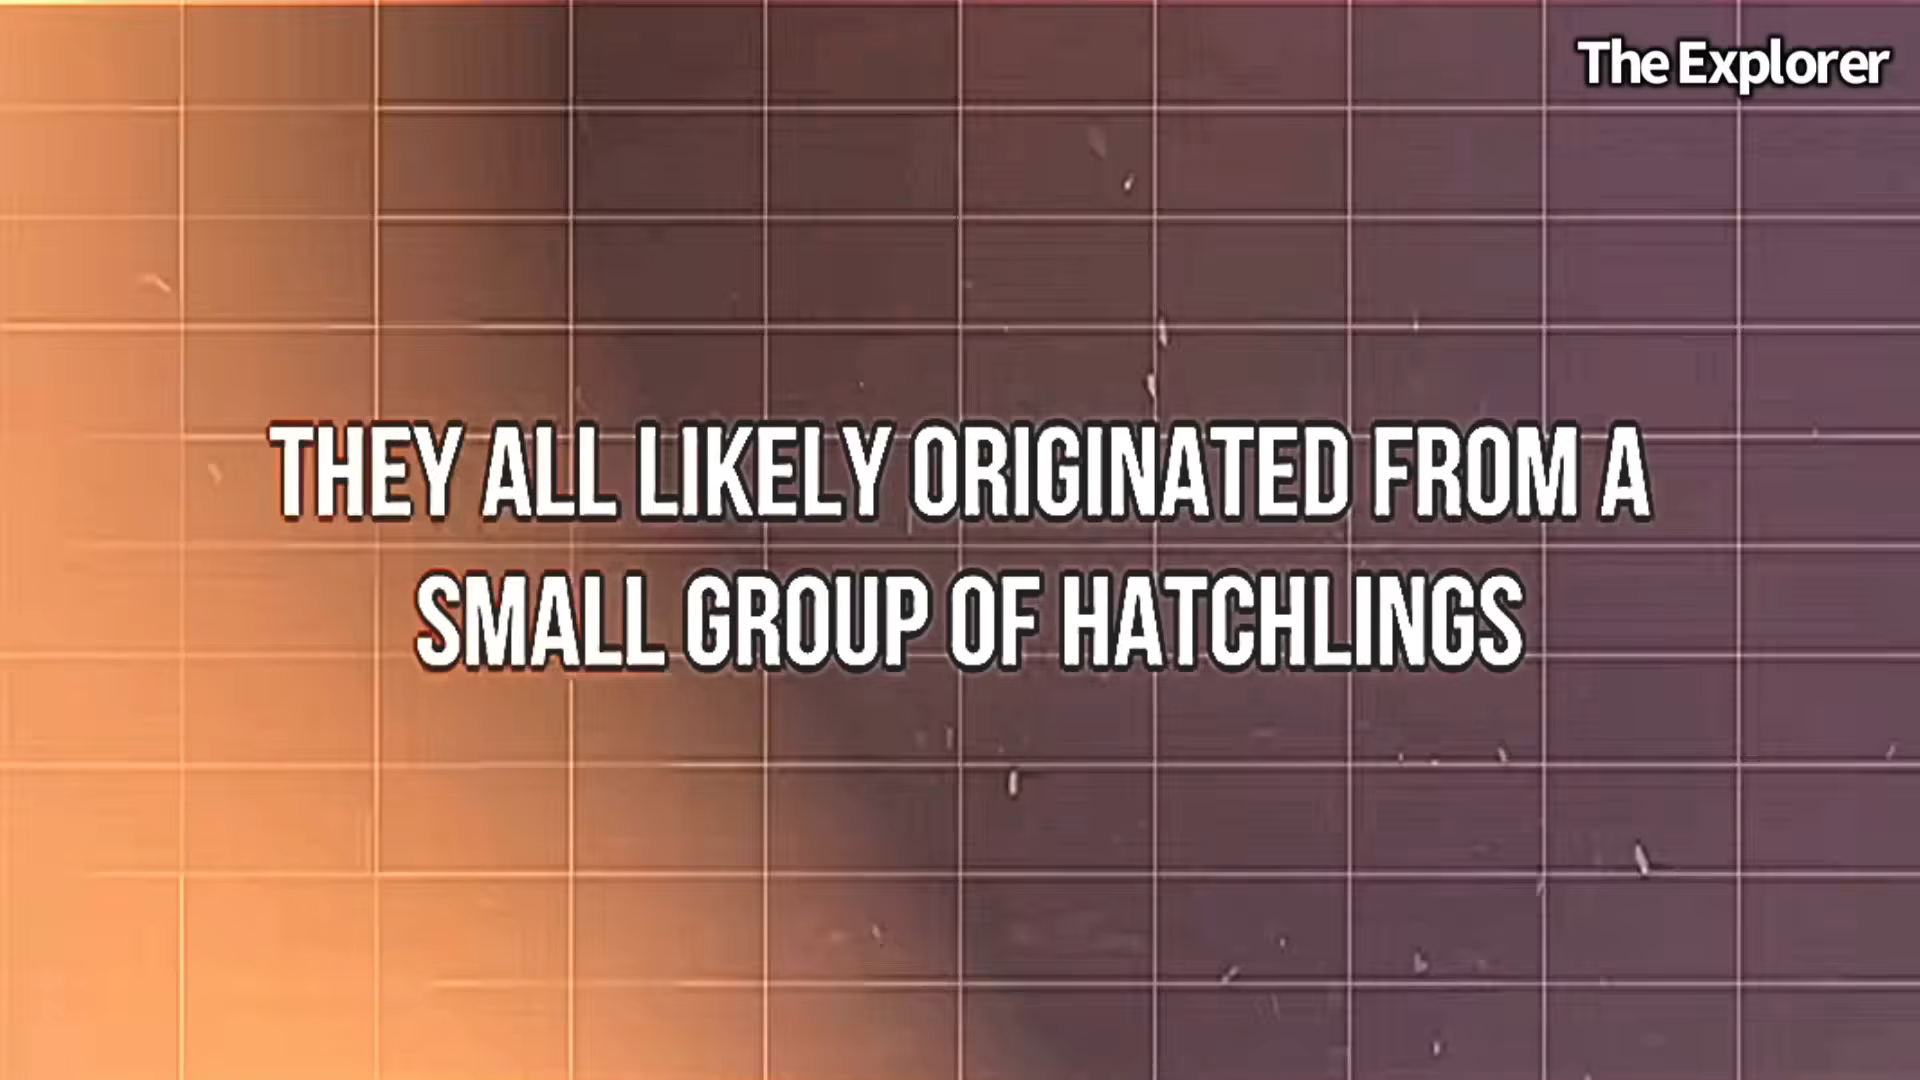 The Explorer
THEY ALL LIKELY ORIGINATED FROM A
SMALL GROUP OF HATCHLINGS